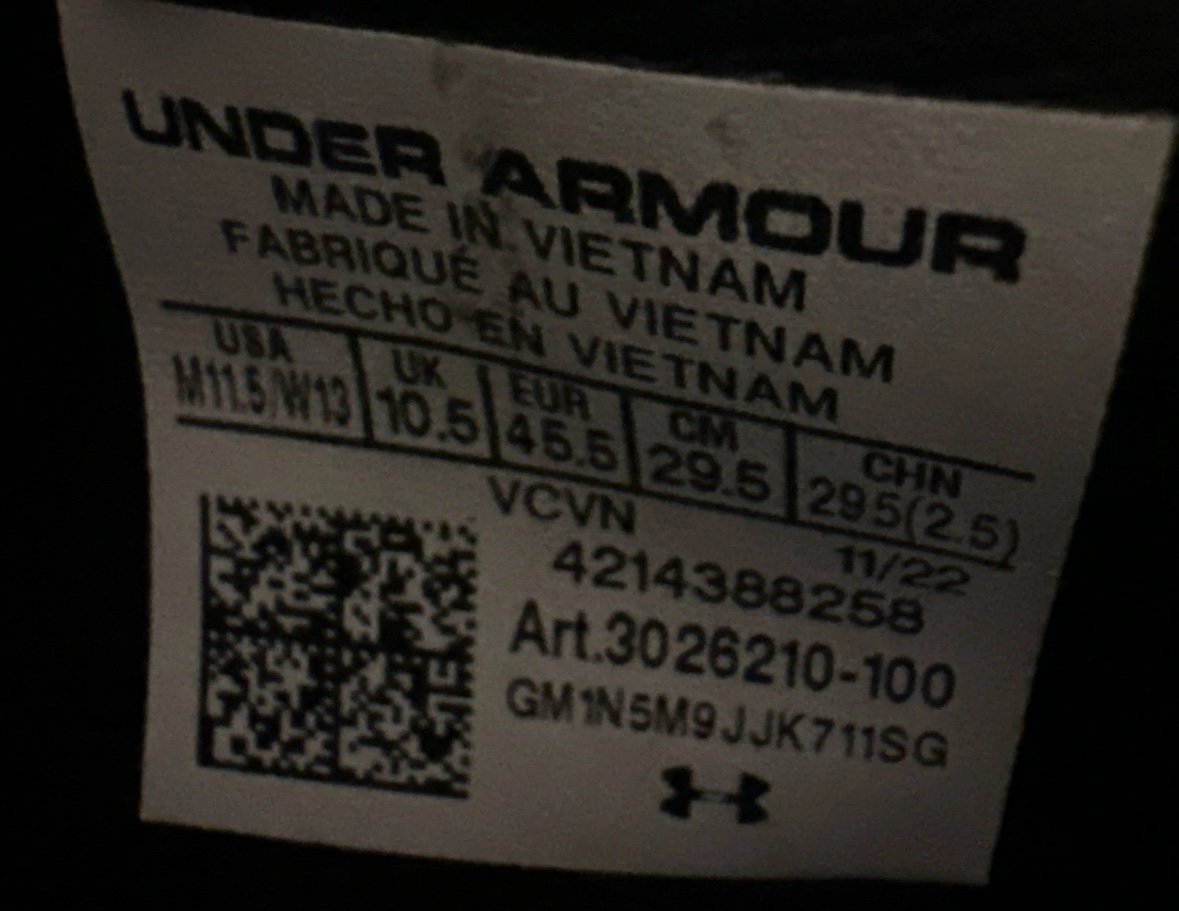 UNDER ARMOUR
MADE IN VIETNAM
FABRIQUÉ AU VIETNAM
HECHO EN VIETNAM
USA UK EUR CM CHN
M11.5/W13 10.5 45.5 29.5 295(2.5)
VCVN 11/22
4214388258
Art.3026210-100
GM1N5M9JJK711SG